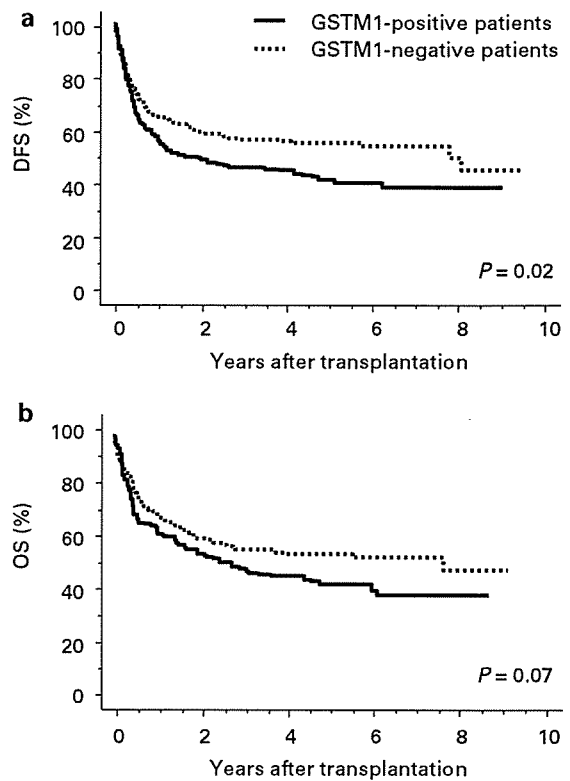 a
GSTM1-positive patients
GSTM1-negative patients
DFS (%)
100
80
60
40
20
0
P = 0.02
0 2 4 6 8 10
Years after transplantation
b
OS (%)
100
80
60
40
20
0
P = 0.07
0 2 4 6 8 10
Years after transplantation